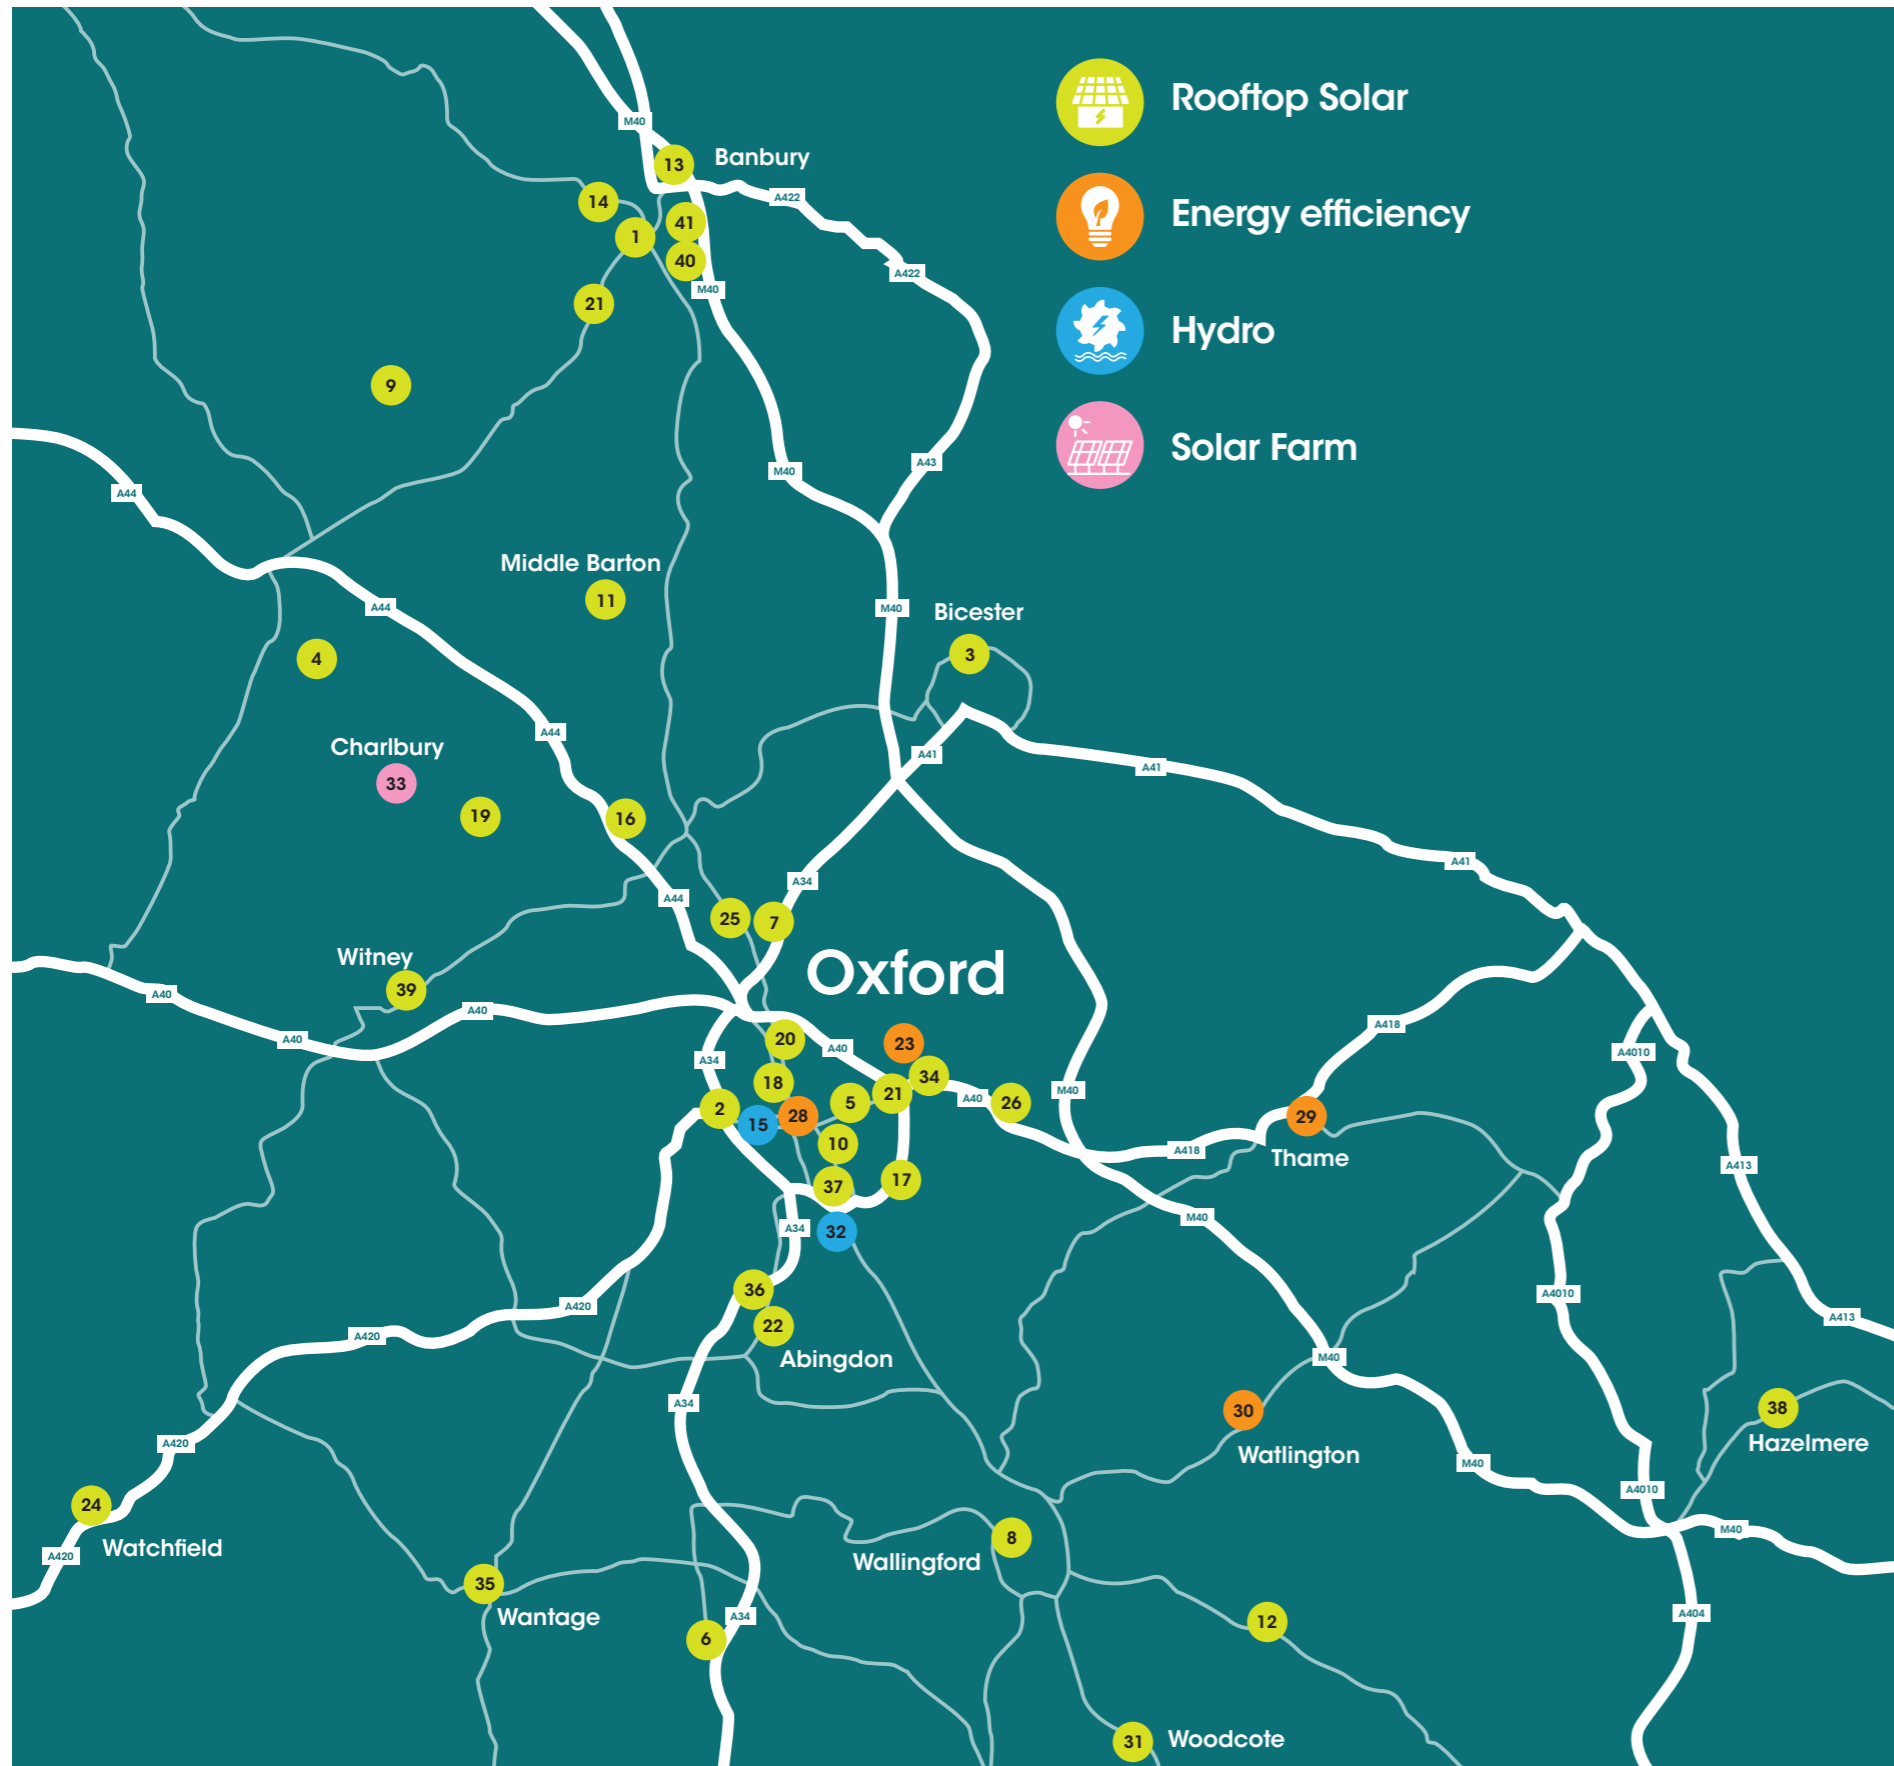 Rooftop Solar
M40
13
Banbury
14
A422
Energy efficiency
41
1
40
A422
M40
21
Hydro
9
Solar Farm
A43
M40
A44
Middle Barton
11
A44
M40
Bicester
3
4
A44
Charlbury
A41
A41
33
19
16
A41
A34
A44
25
7
Witney
Oxford
39
A40
A40
A418
A40
20
A40
23
A4010
A34
34
18
21
M40
2
5
A40
26
15
28
29
10
A418
Thame
A413
37
17
M40
A34
32
36
A420
A4010
22
A413
A420
Abingdon
M40
A34
30
38
A420
Watlington
Hazelmere
M40
A4010
24
8
M40
Watchfield
A420
Wallingford
35
Wantage
A34
12
A404
6
31
Woodcote